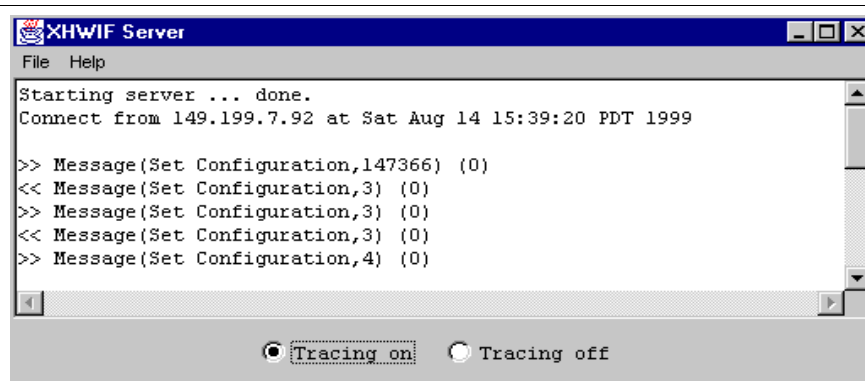 XHWIF Server
File Help
Starting server ... done.
Connect from 149.199.7.92 at Sat Aug 14 15:39:20 PDT 1999
>> Message(Set Configuration,147366) (0)
<< Message(Set Configuration,3) (0)
>> Message(Set Configuration,3) (0)
<< Message(Set Configuration,3) (0)
>> Message(Set Configuration,4) (0)
Tracing on Tracing off